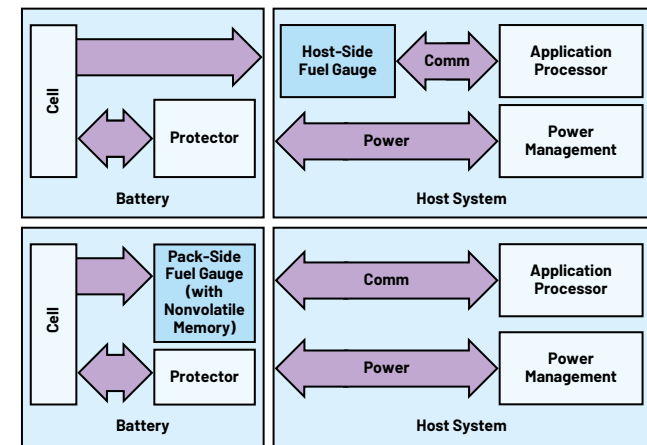 Cell
Protector
Battery
Host-Side
Fuel Gauge
Comm
Application
Processor
Power
Power
Management
Host System
Cell
Pack-Side
Fuel Gauge
(with
Nonvolatile
Memory)
Protector
Battery
Comm
Application
Processor
Power
Power
Management
Host System